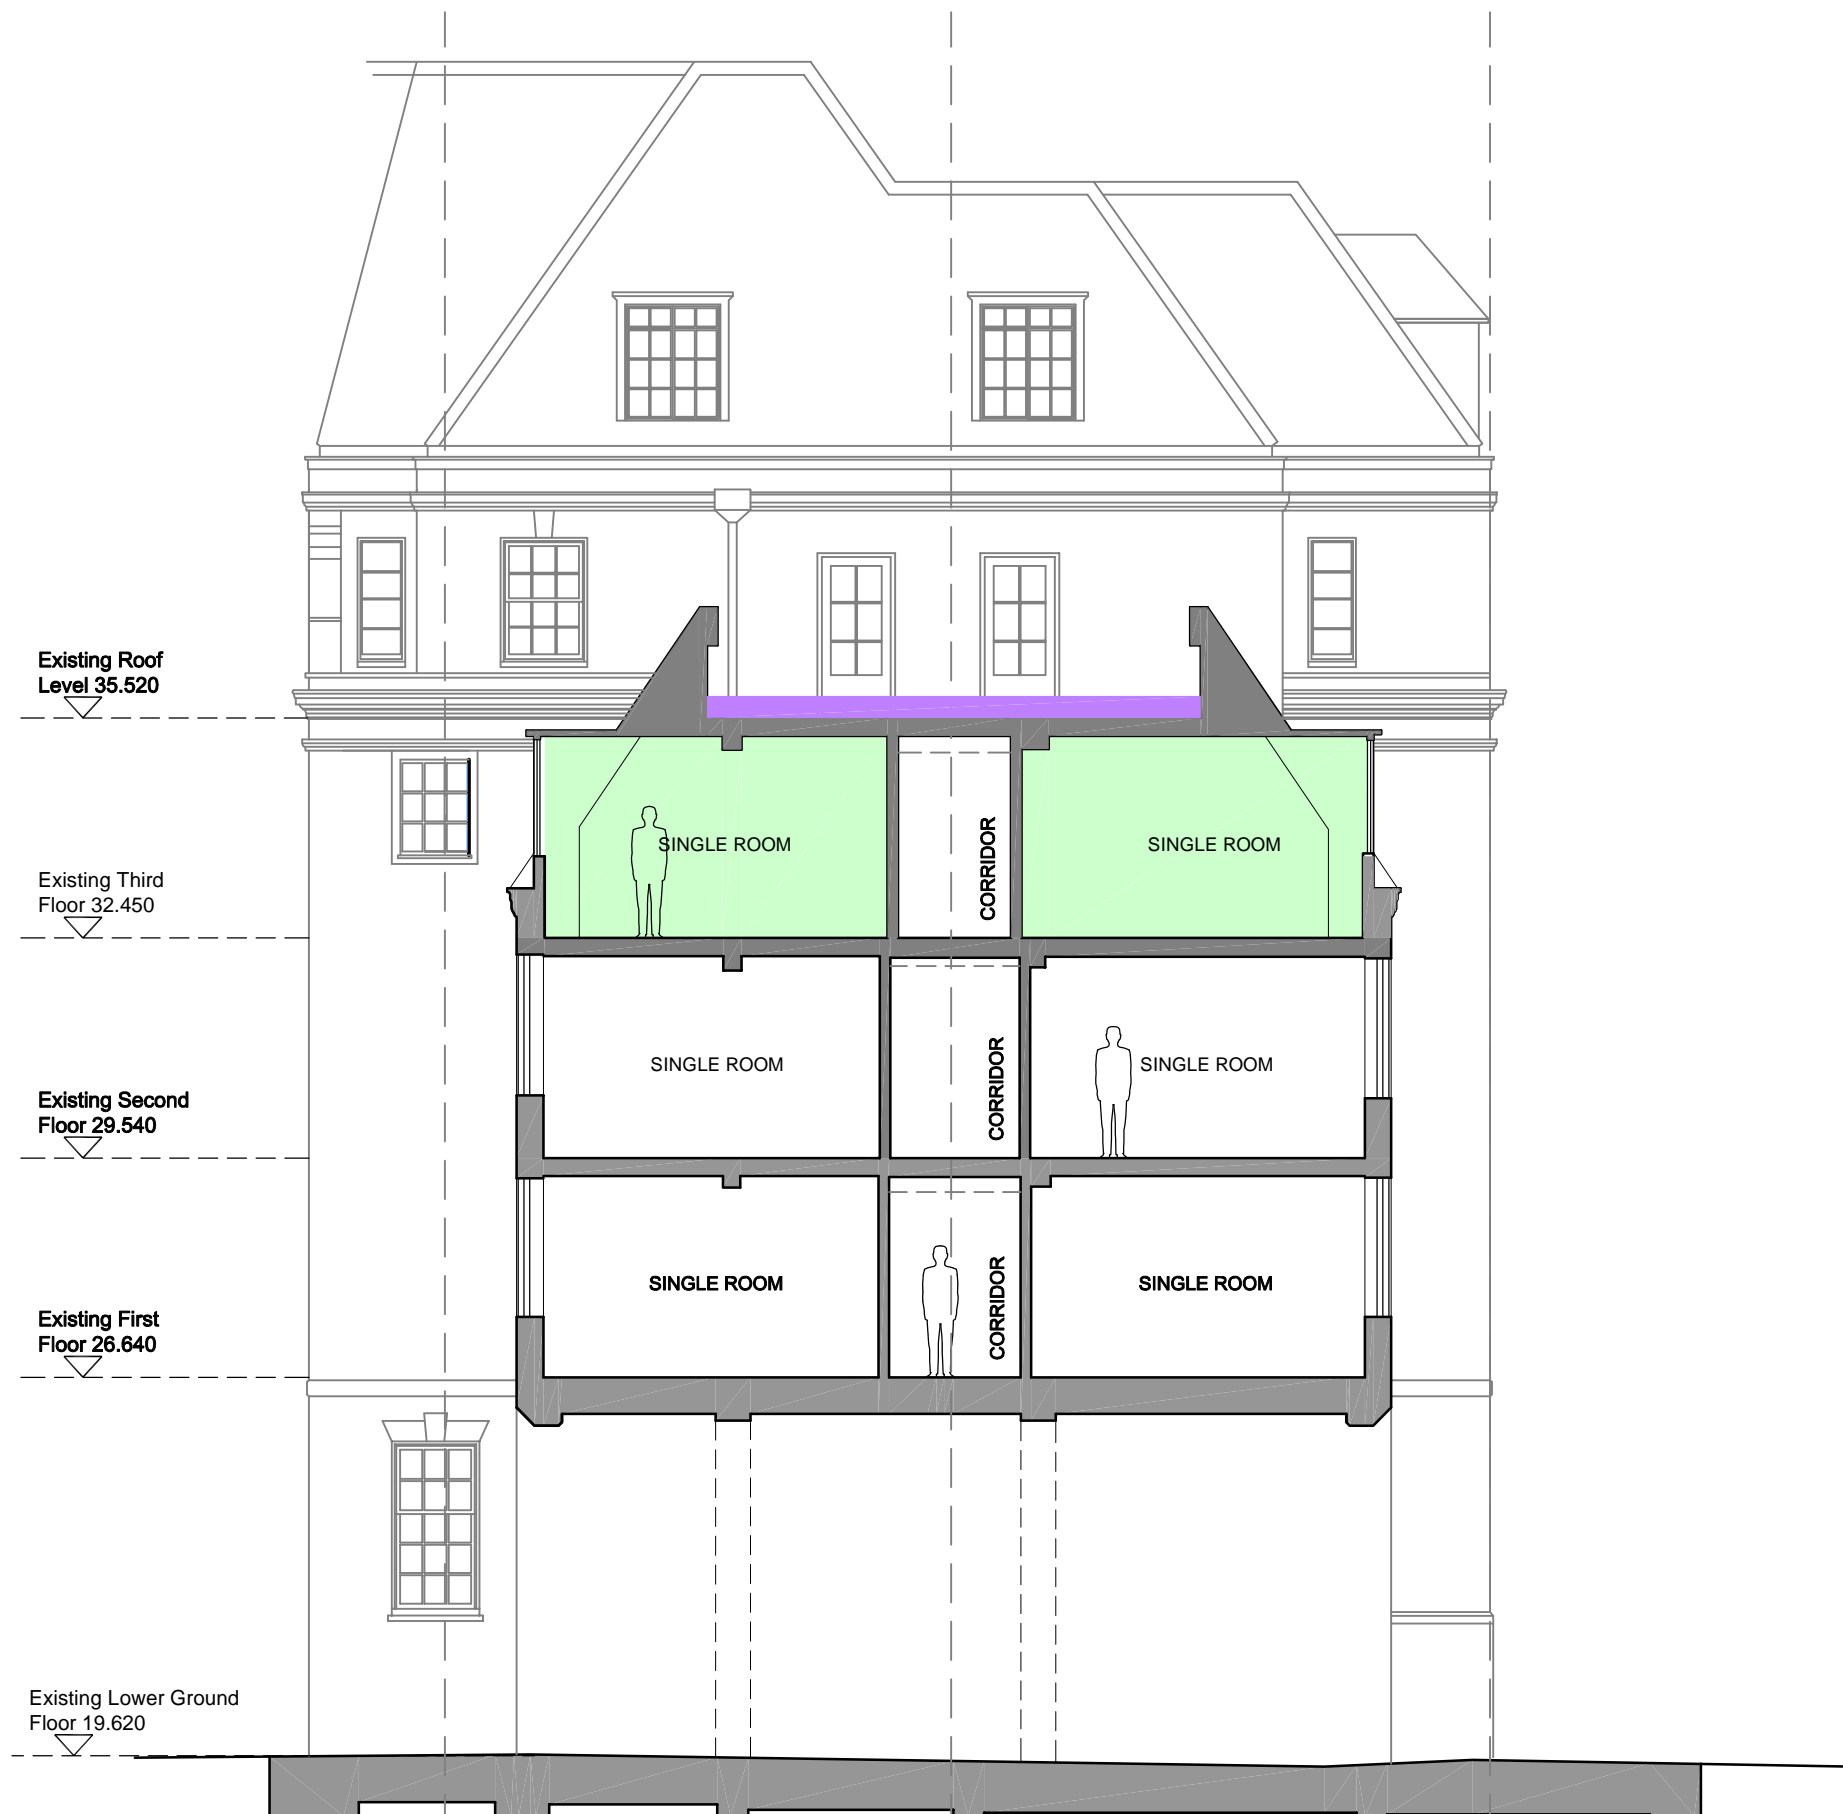 Existing Roof
Level 35.520
SINGLE ROOM
CORRIDOR
SINGLE ROOM
Existing Third
Floor 32.450
SINGLE ROOM
CORRIDOR
SINGLE ROOM
Existing Second
Floor 29.540
SINGLE ROOM
CORRIDOR
SINGLE ROOM
Existing First
Floor 26.640
Existing Lower Ground
Floor 19.620